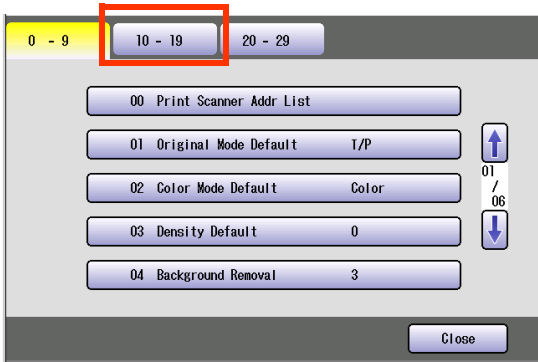 0 - 9 10 - 19 20 - 29
00 Print Scanner Addr List
01 Original Mode Default T/P
02 Color Mode Default Color
03 Density Default 0
04 Background Removal 3
01
/
06
Close